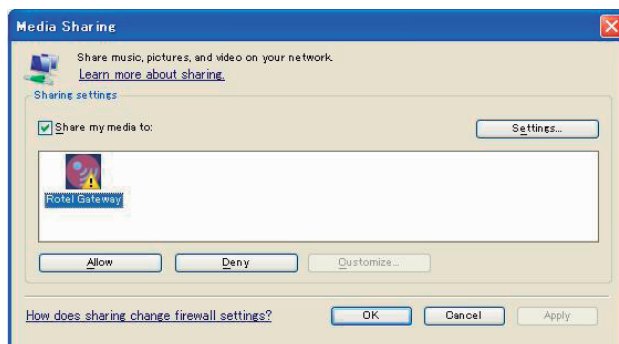 Media Sharing
Share music, pictures, and video on your network.
Learn more about sharing.
Sharing settings
Share my media to:
Settings...
Rotel Gateway
Allow
Deny
Customize...
How does sharing change firewall settings?
OK
Cancel
Apply